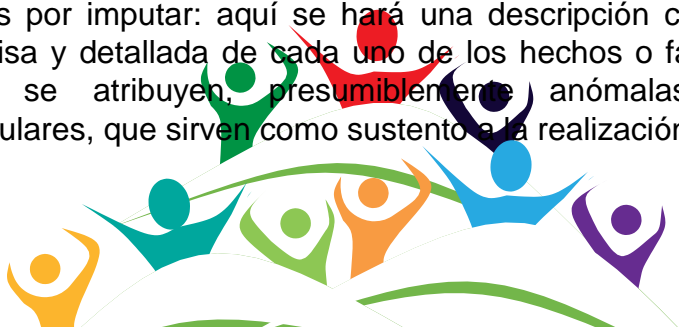 s por imputar: aquí se hará una descripción c
isa y detallada de cada uno de los hechos o fa
se atribuyen, presumiblemente anómalas
ulares, que sirven como sustento a la realización